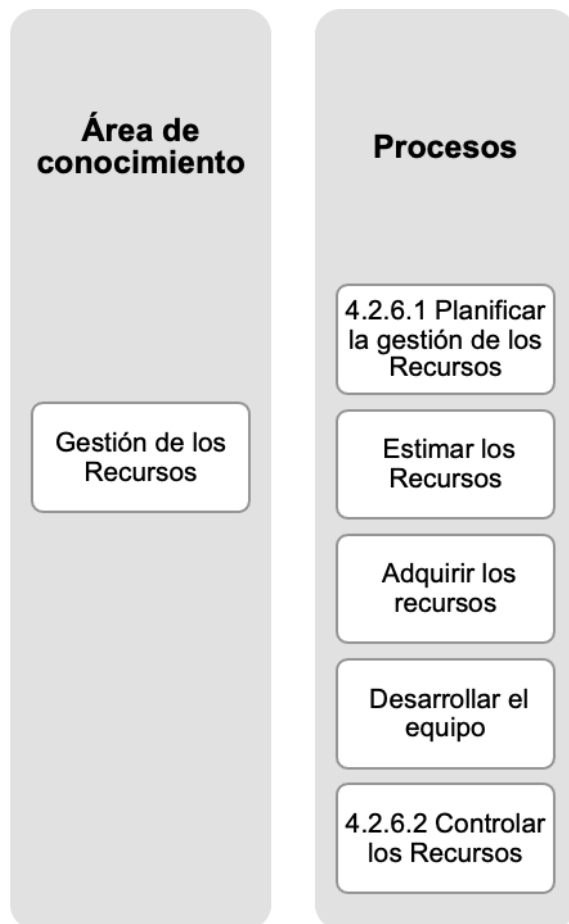 Área de
conocimiento
Gestión de los
Recursos
Procesos
4.2.6.1 Planificar
la gestión de los
Recursos
Estimar los
Recursos
Adquirir los
recursos
Desarrollar el
equipo
4.2.6.2 Controlar
los Recursos